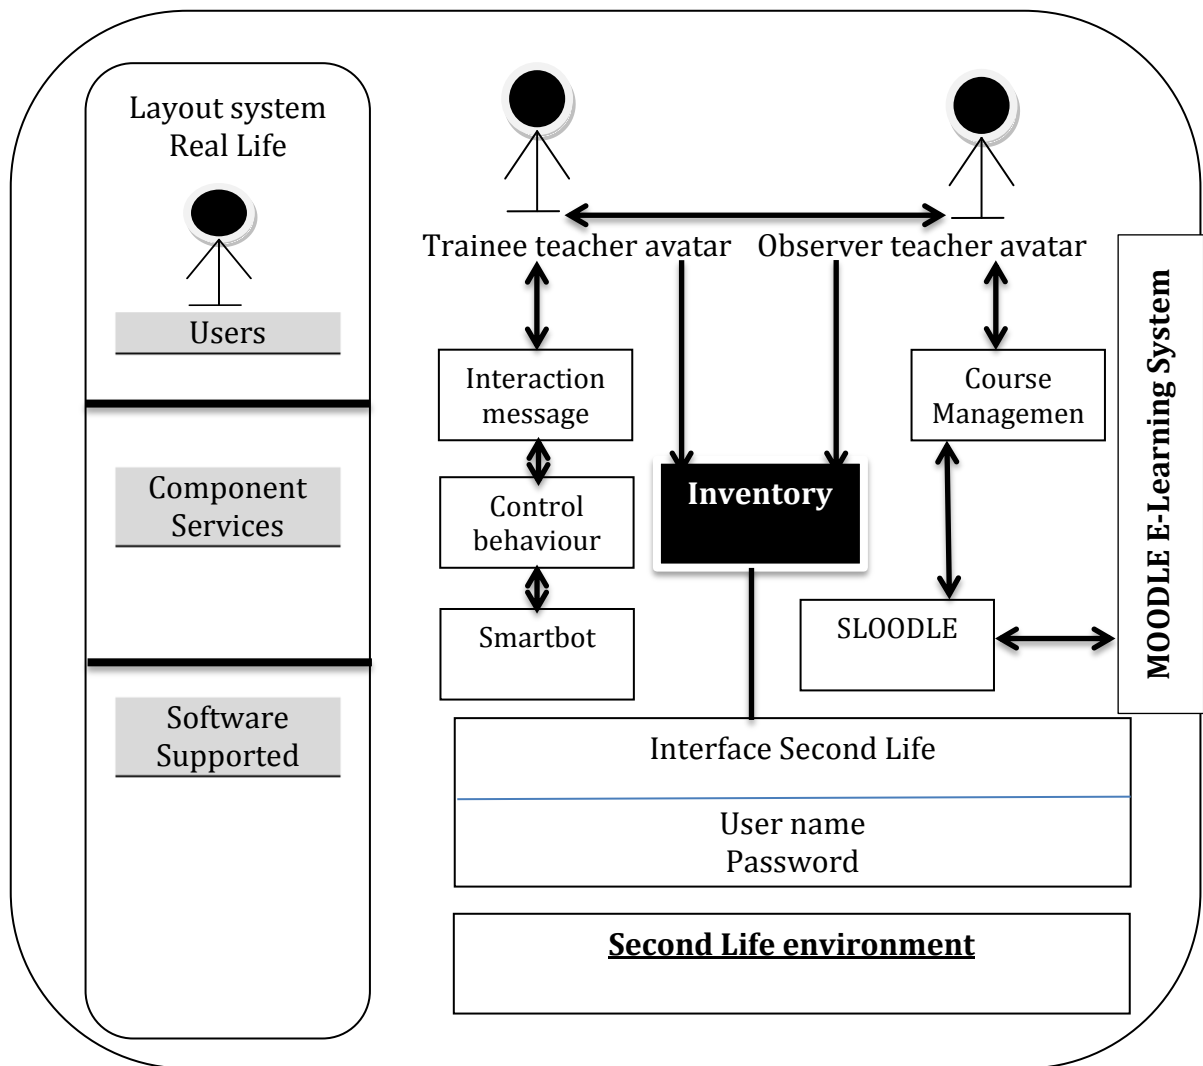 Layout system
Real Life
Users
Component
Services
Software
Supported
Trainee teacher avatar
Observer teacher avatar
Interaction
message
Control
behaviour
Smartbot
Inventory
Course
Managemen
SLOODLE
MOODLE E-Learning System
Interface Second Life
User name
Password
Second Life environment